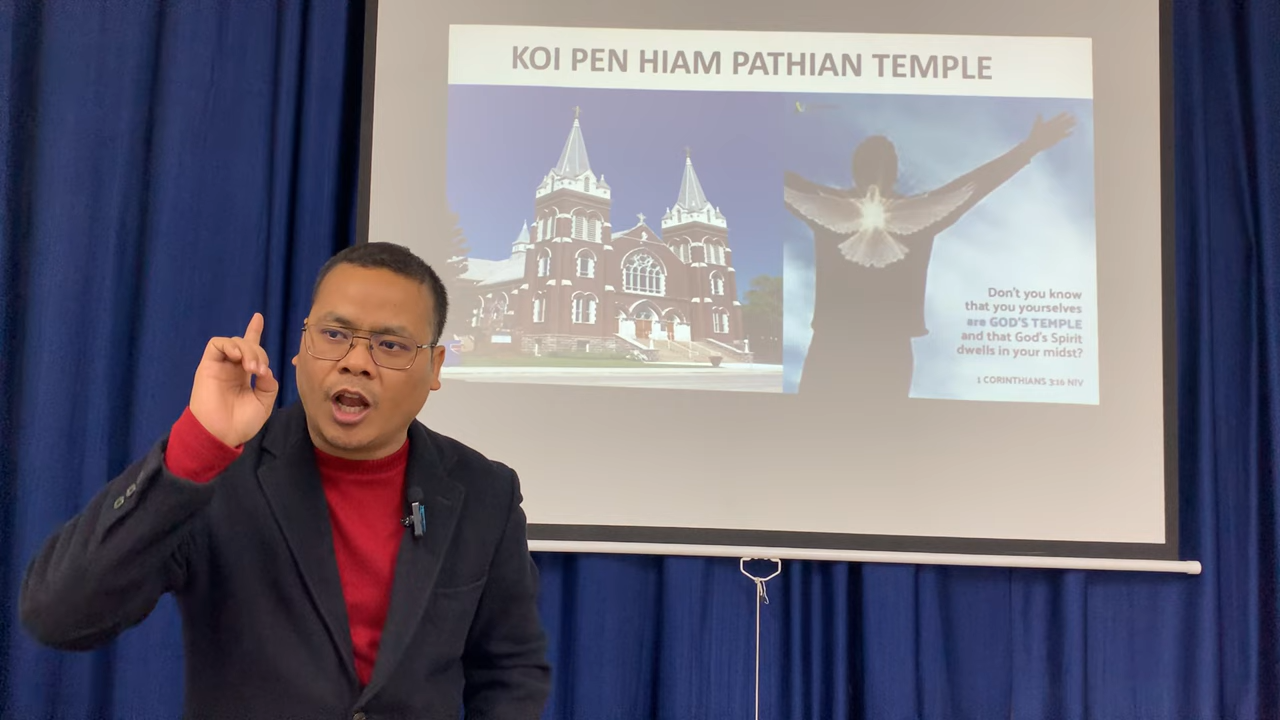 KOI PEN HIAM PATHIAN TEMPLE
Don't you know
that you yourselves
are GOD'S TEMPLE
and that God's Spirit
dwells in your midst?
1 CORINTHIANS 3:16 NIV